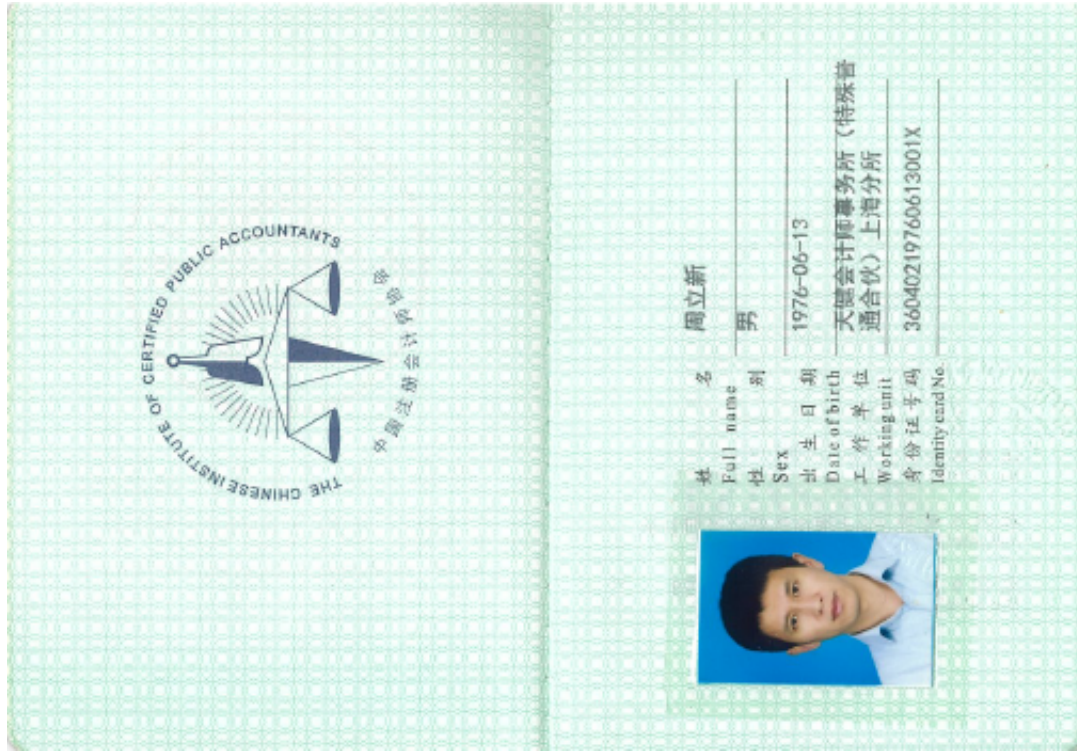 THE CHINESE INSTITUTE OF CERTIFIED PUBLIC ACCOUNTANTS
中国注册会计师协会
姓 名 周立新
Full name
性 别 男
Sex
出 生 日 期 1976-06-13
Date of birth
工 作 单 位 天健会计师事务所（特殊普
通合伙）上海分所
Working unit
身 份 证 号 码 36040219760613001X
Identity card No.